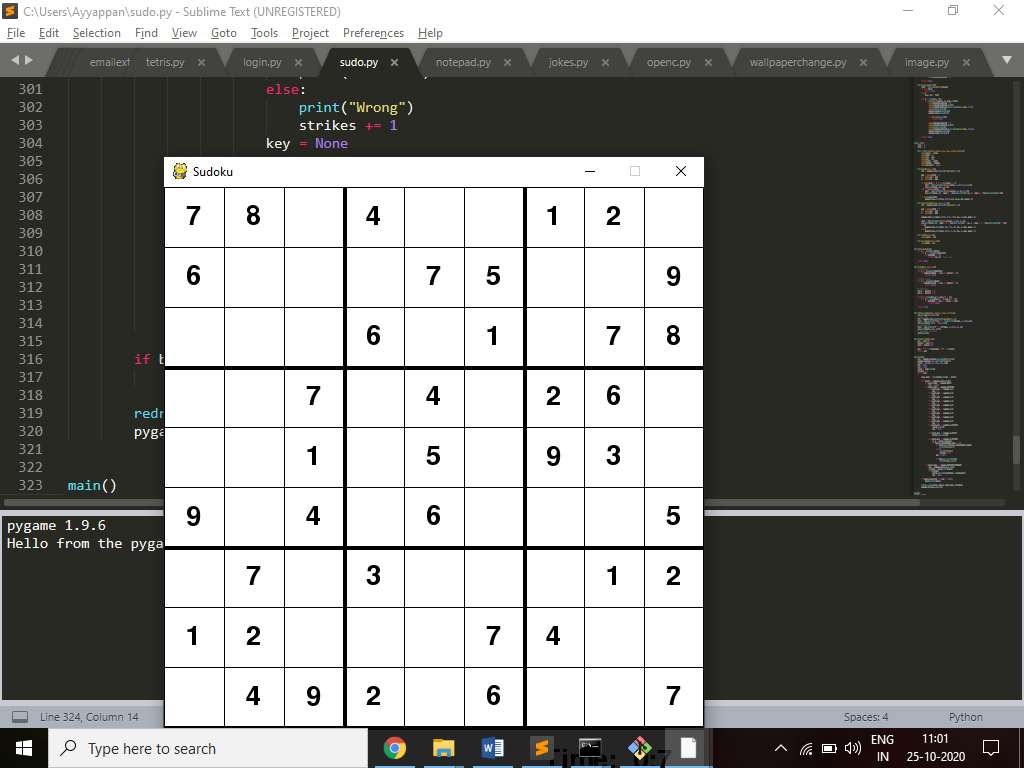 C:\Users\Ayyappan\sudo.py - Sublime Text (UNREGISTERED)
File Edit Selection Find View Goto Tools Project Preferences Help
emailext tetris.py login.py sudo.py notepad.py jokes.py openc.py wallpaperchange.py image.py
301 else:
302 print("Wrong")
303 strikes += 1
304 key = None
305
306
307
308
309
310
311
312
313
314
315
316 if b
317
318
319 redr
320 pyga
321
322
323 main()
Sudoku
7 8 4 1 2
6 7 5 9
6 1 7 8
7 4 2 6
1 5 9 3
9 4 6 5
7 3 1 2
1 2 7 4
4 9 2 6 7
pygame 1.9.6
Hello from the pyga
Line 324, Column 14 Spaces: 4 Python
Type here to search
Time: 0:7
ENG
IN
11:01
25-10-2020